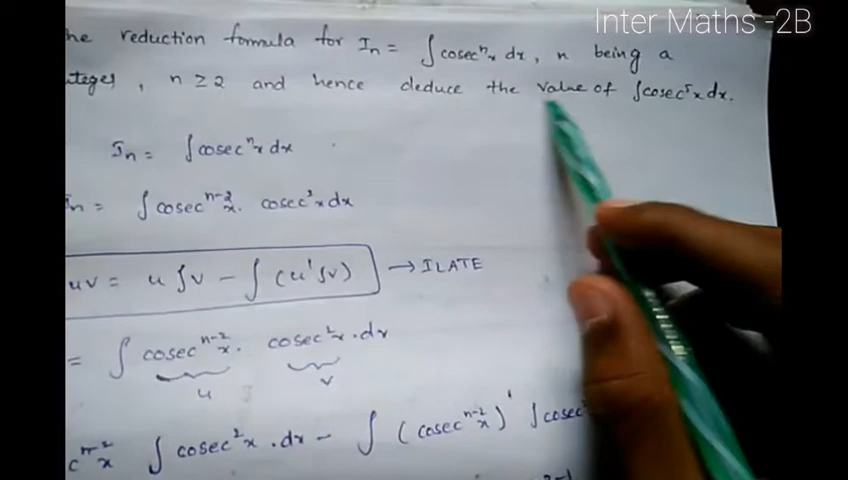 Inter Maths -2B
he reduction formula for Iₙ = ∫cosecⁿx dx, n being a
nteger, n ≥ 2 and hence deduce the value of ∫cosec⁵x dx.
Iₙ = ∫cosecⁿx dx
Iₙ = ∫cosecⁿ⁻²x. cosec²x dx
uv = u∫v - ∫(u'∫v) → ILATE
= ∫cosecⁿ⁻²x. cosec²x.dx
u v
cⁿ⁻²x ∫cosec²x.dx - ∫(cosecⁿ⁻²x)' ∫cosec